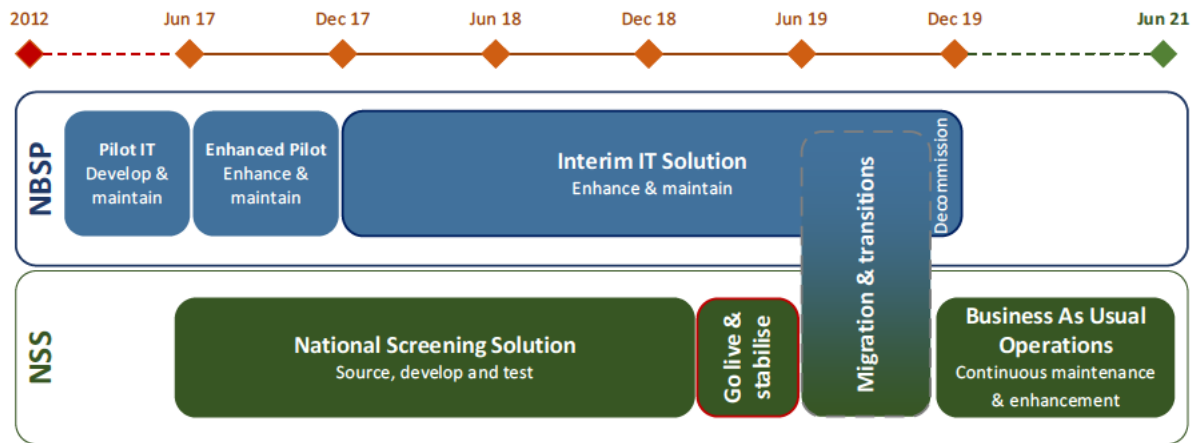 2012
Jun 17
Dec 17
Jun 18
Dec 18
Jun 19
Dec 19
Jun 21
NBSP
Pilot IT
Develop &
maintain
Enhanced Pilot
Enhance &
maintain
Interim IT Solution
Enhance & maintain
Decommission
Migration & transitions
NSS
National Screening Solution
Source, develop and test
Go live &
stabilise
Business As Usual
Operations
Continuous maintenance
& enhancement